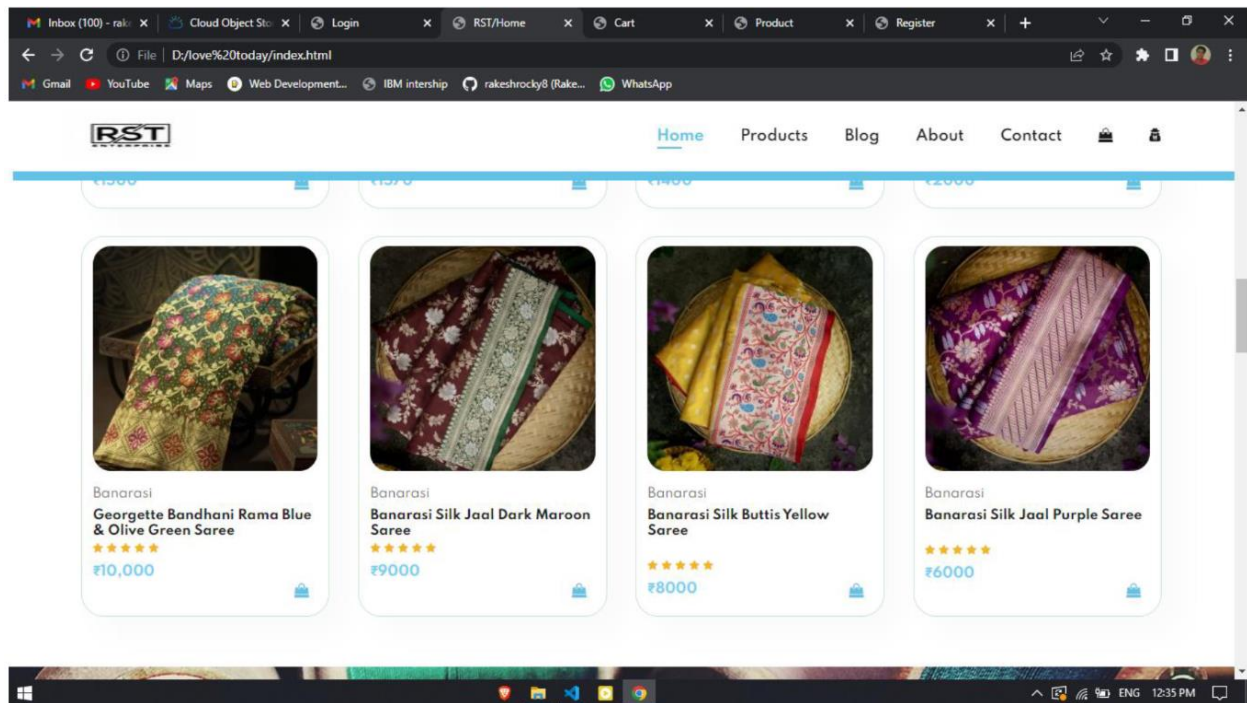 Inbox (100) - rak
Cloud Object Sto
Login
RST/Home
Cart
Product
Register
File
D:/love%20today/index.html
Gmail
YouTube
Maps
Web Development...
IBM intership
rakeshrocky8 (Rake...
WhatsApp
RST
ENTERPRISE
Home
Products
Blog
About
Contact
Banarasi
Georgette Bandhani Rama Blue
& Olive Green Saree
₹10,000
Banarasi
Banarasi Silk Jaal Dark Maroon
Saree
₹9000
Banarasi
Banarasi Silk Buttis Yellow
Saree
₹8000
Banarasi
Banarasi Silk Jaal Purple Saree
₹6000
ENG
12:35 PM